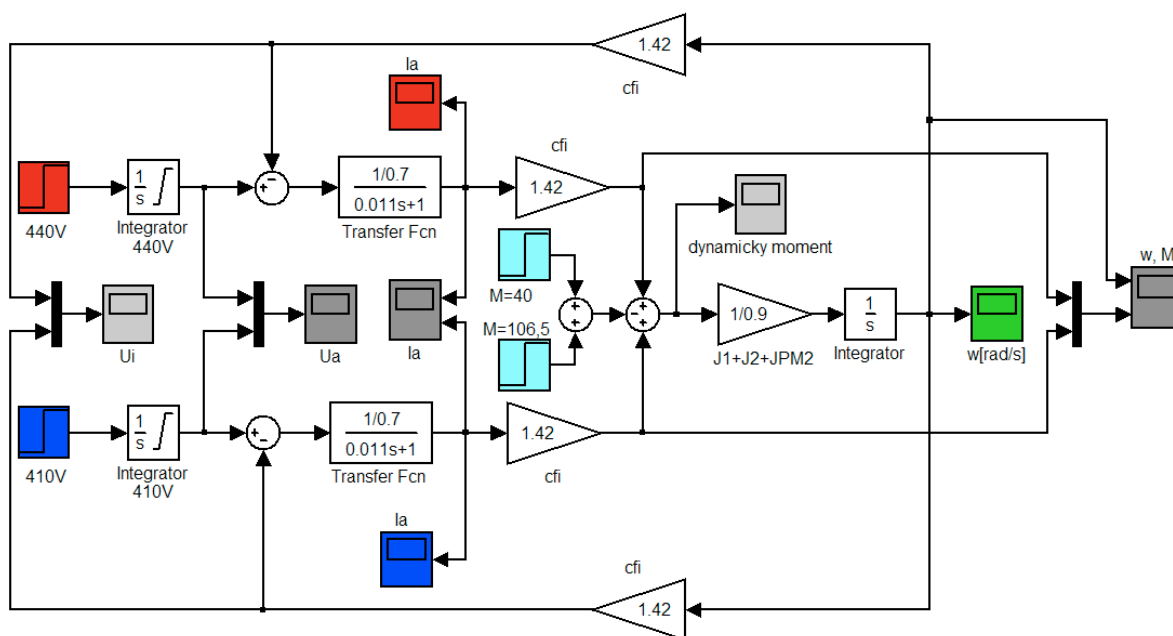 1.42
cfi
Ia
cfi
440V
1
s
Integrator
440V
1/0.7
0.011s+1
Transfer Fcn
1.42
dynamicky moment
w, M
M=40
M=106,5
Ui
Ua
Ia
1/0.9
J1+J2+JPM2
1
s
Integrator
w[rad/s]
410V
1
s
Integrator
410V
1/0.7
0.011s+1
Transfer Fcn
1.42
cfi
Ia
cfi
1.42